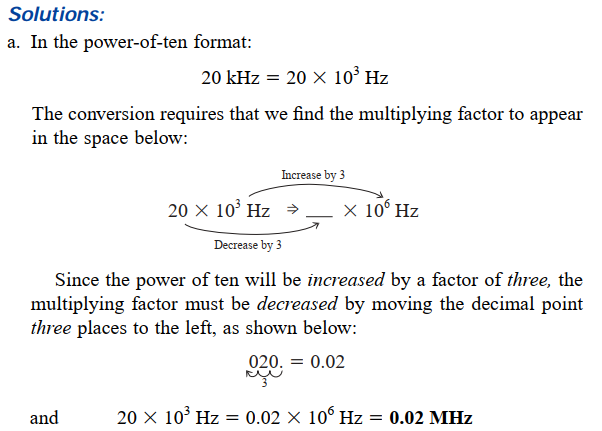 Solutions:
a. In the power-of-ten format:
20 kHz = 20 × 10³ Hz
The conversion requires that we find the multiplying factor to appear
in the space below:
Increase by 3
20 × 10³ Hz ⇒ __ × 10⁶ Hz
Decrease by 3
Since the power of ten will be increased by a factor of three, the
multiplying factor must be decreased by moving the decimal point
three places to the left, as shown below:
020. = 0.02
3
and 20 × 10³ Hz = 0.02 × 10⁶ Hz = 0.02 MHz